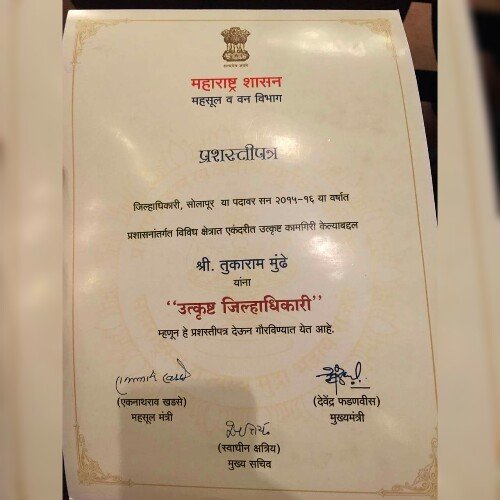 महाराष्ट्र शासन
महसूल व वन विभाग
प्रशस्तीपत्र
जिल्हाधिकारी, सोलापूर या पदावर सन २०१५-१६ या वर्षात
प्रशासनांतर्गत विविध क्षेत्रात एकंदरीत उत्कृष्ट कामगिरी केल्याबद्दल
श्री. तुकाराम मुंढे
यांना
"उत्कृष्ट जिल्हाधिकारी"
म्हणून हे प्रशस्तीपत्र देऊन गौरविण्यात येत आहे.
(एकनाथराव खडसे)
महसूल मंत्री
(देवेंद्र फडणवीस)
मुख्यमंत्री
(स्वाधीन क्षत्रिय)
मुख्य सचिव